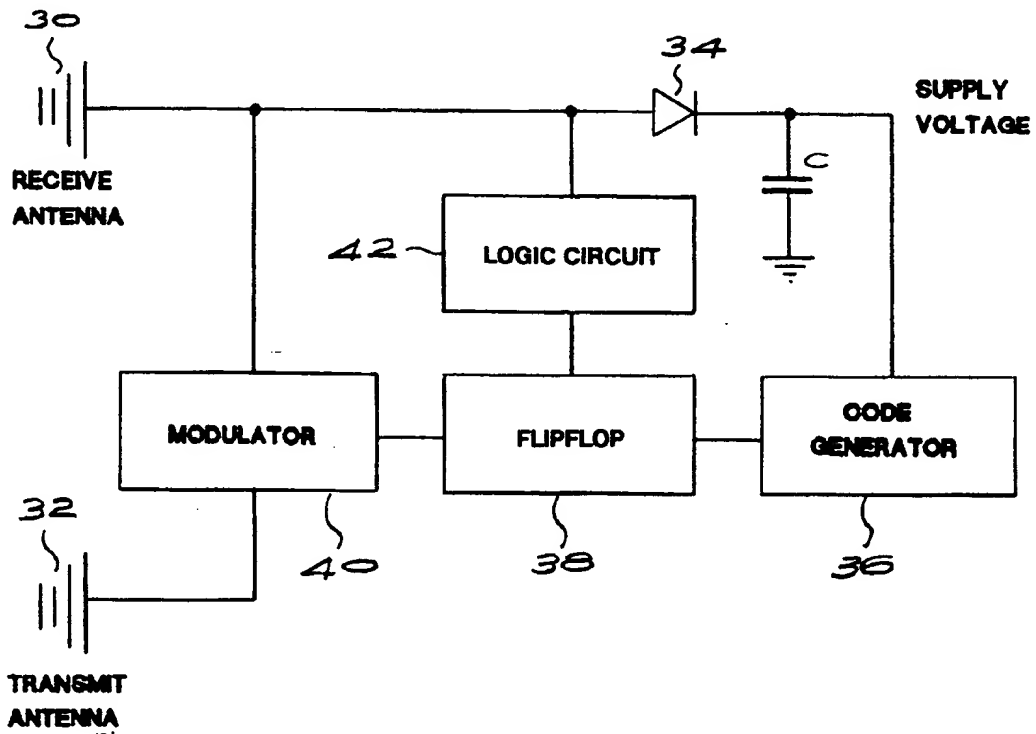 30
34
SUPPLY
VOLTAGE
C
RECEIVE
ANTENNA
42
LOGIC CIRCUIT
MODULATOR
FLIPFLOP
CODE
GENERATOR
32
40
38
36
TRANSMIT
ANTENNA